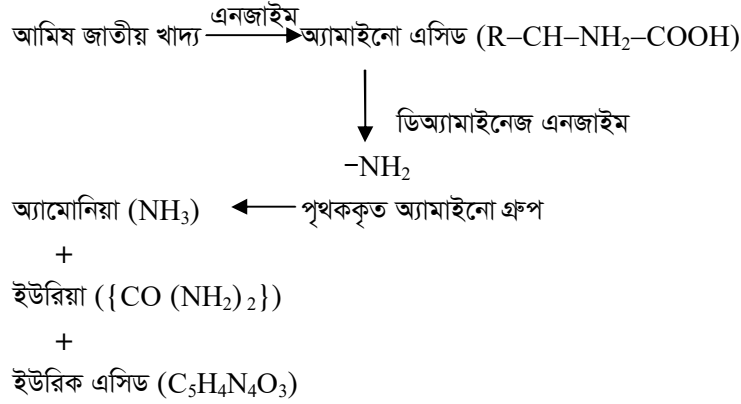 এনজাইম
আমিষ জাতীয় খাদ্য অ্যামাইনো এসিড (R–CH–NH₂–COOH)
ডিঅ্যামাইনেজ এনজাইম
–NH₂
অ্যামোনিয়া (NH₃) পৃথককৃত অ্যামাইনো গ্রুপ
+
ইউরিয়া ({CO (NH₂)₂})
+
ইউরিক এসিড (C₅H₄N₄O₃)